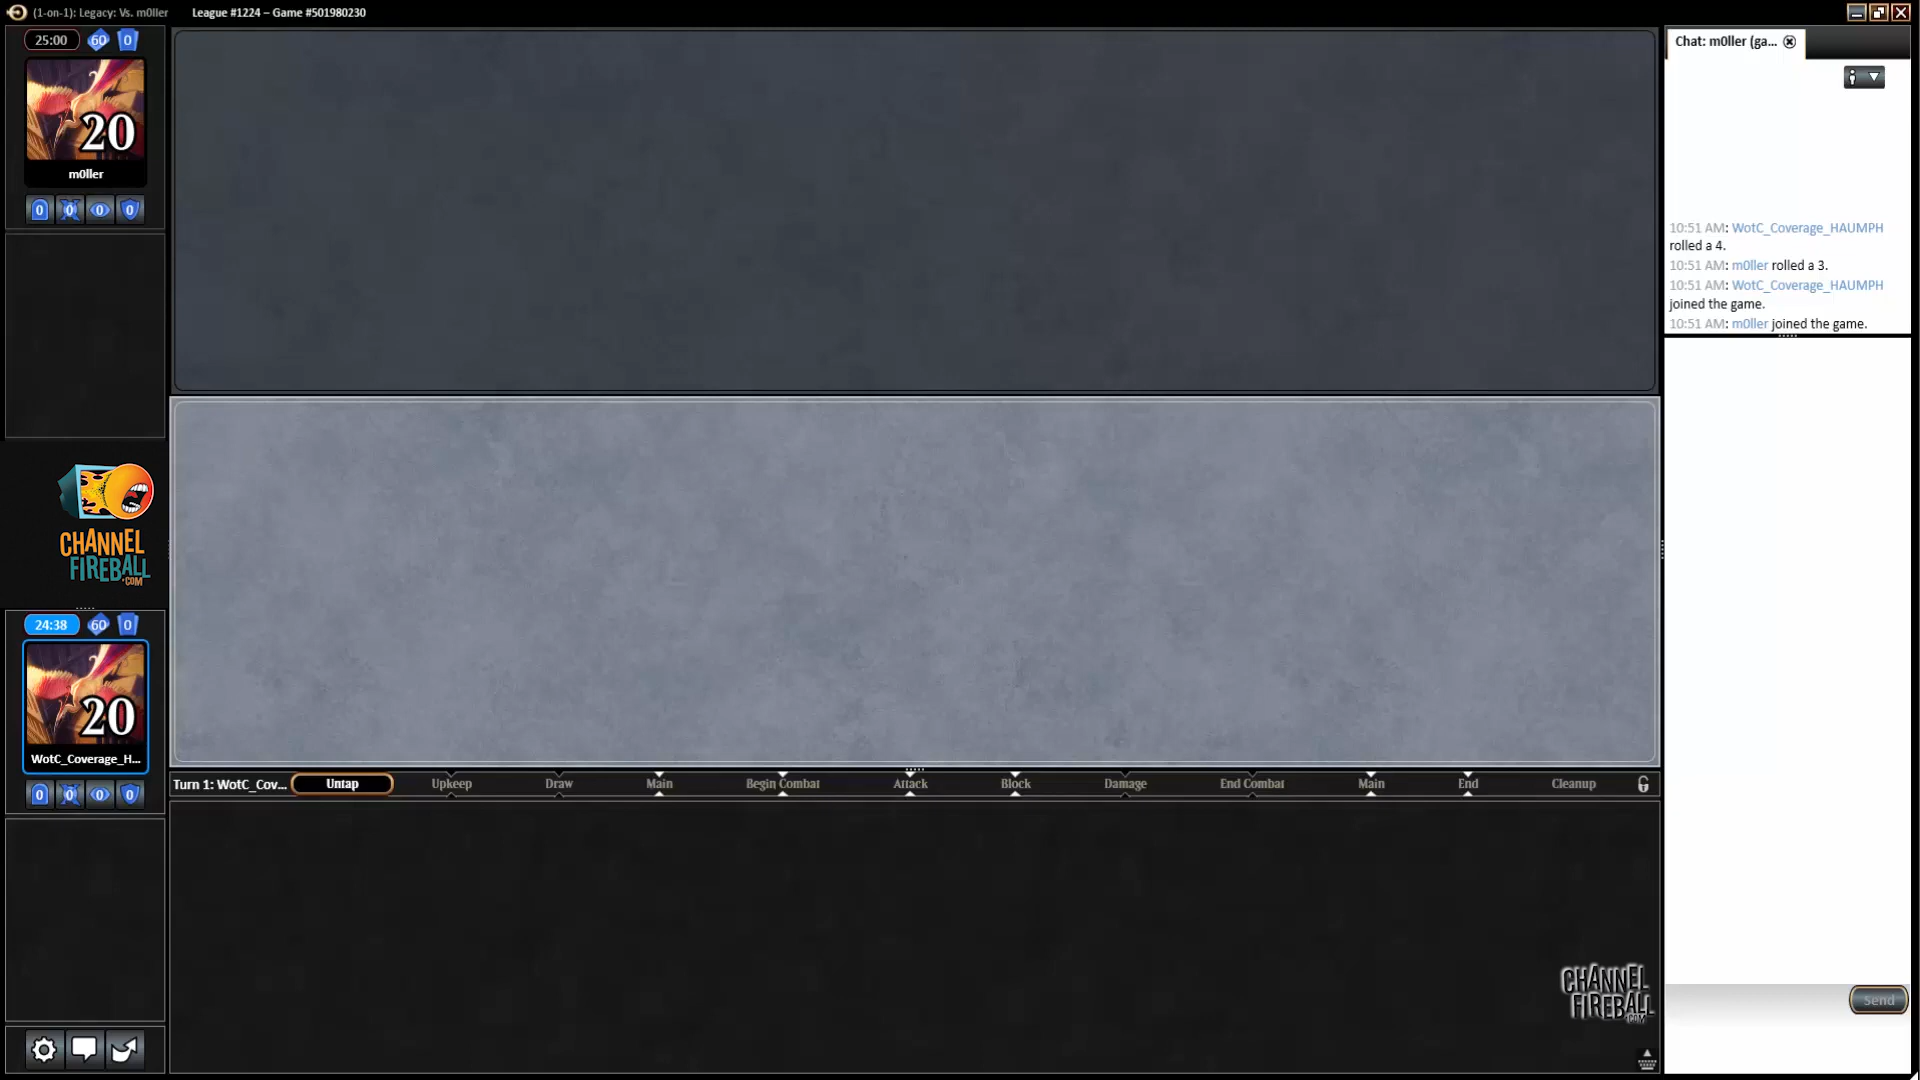 (1-on-1): Legacy: Vs. m0ller League #1224 – Game #501980230
25:00 60 0
20
m0ller
0 0 0 0
Chat: m0ller (ga...
10:51 AM: WotC_Coverage_HAUMPH
rolled a 4.
10:51 AM: m0ller rolled a 3.
10:51 AM: WotC_Coverage_HAUMPH
joined the game.
10:51 AM: m0ller joined the game.
CHANNEL
FIREBALL
.COM
24:38 60 0
20
WotC_Coverage_H...
0 0 0 0
Turn 1: WotC_Cov... Untap Upkeep Draw Main Begin Combat Attack Block Damage End Combat Main End Cleanup
CHANNEL
FIREBALL
.COM
Send